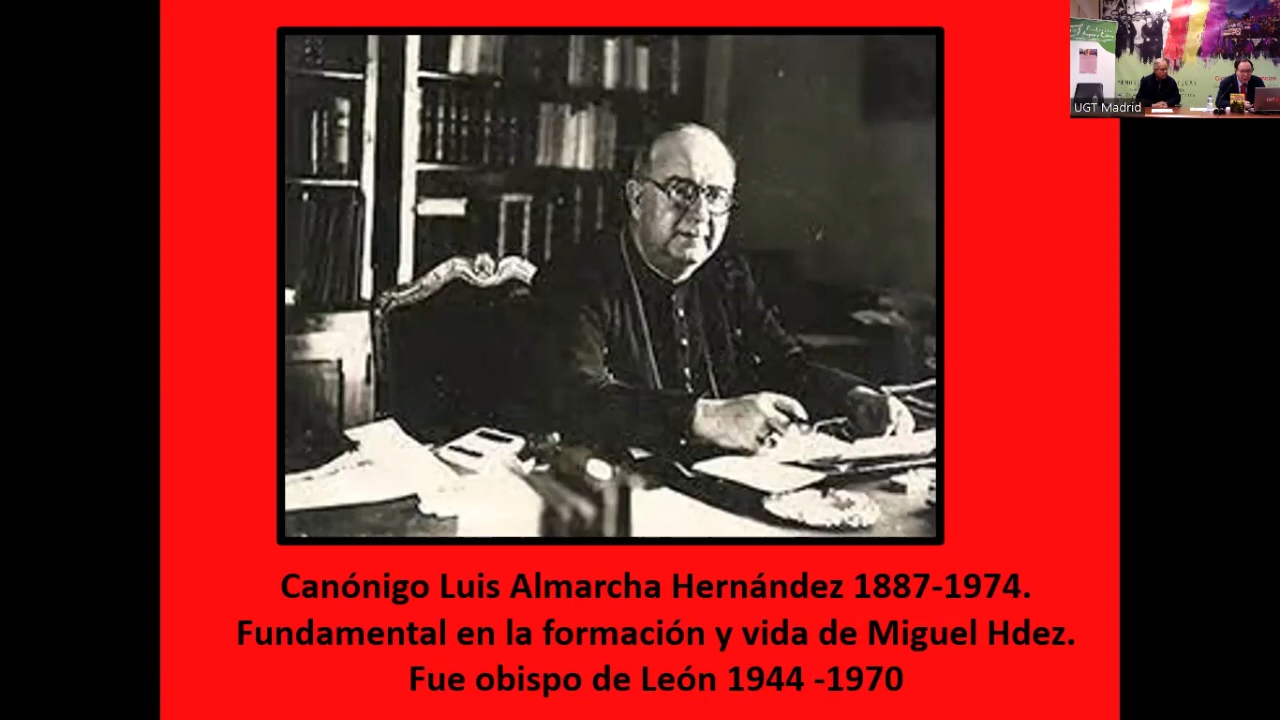 Canónigo Luis Almarcha Hernández 1887-1974.
Fundamental en la formación y vida de Miguel Hdez.
Fue obispo de León 1944 -1970
UGT Madrid